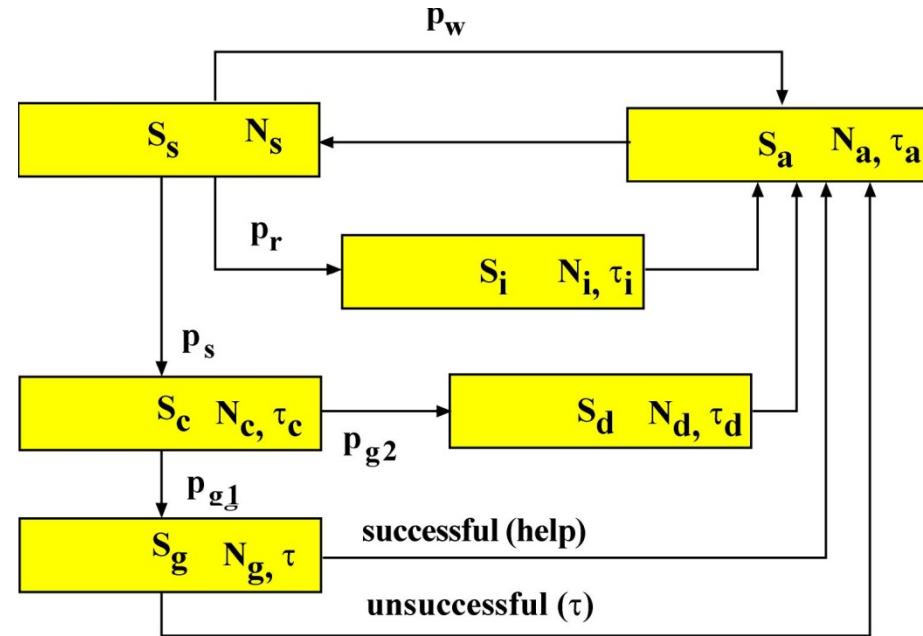 p_w
S_s N_s
S_a N_a, τ_a
p_r
S_i N_i, τ_i
p_s
S_c N_c, τ_c
S_d N_d, τ_d
p_g2
p_g1
S_g N_g, τ
successful (help)
unsuccessful (τ)